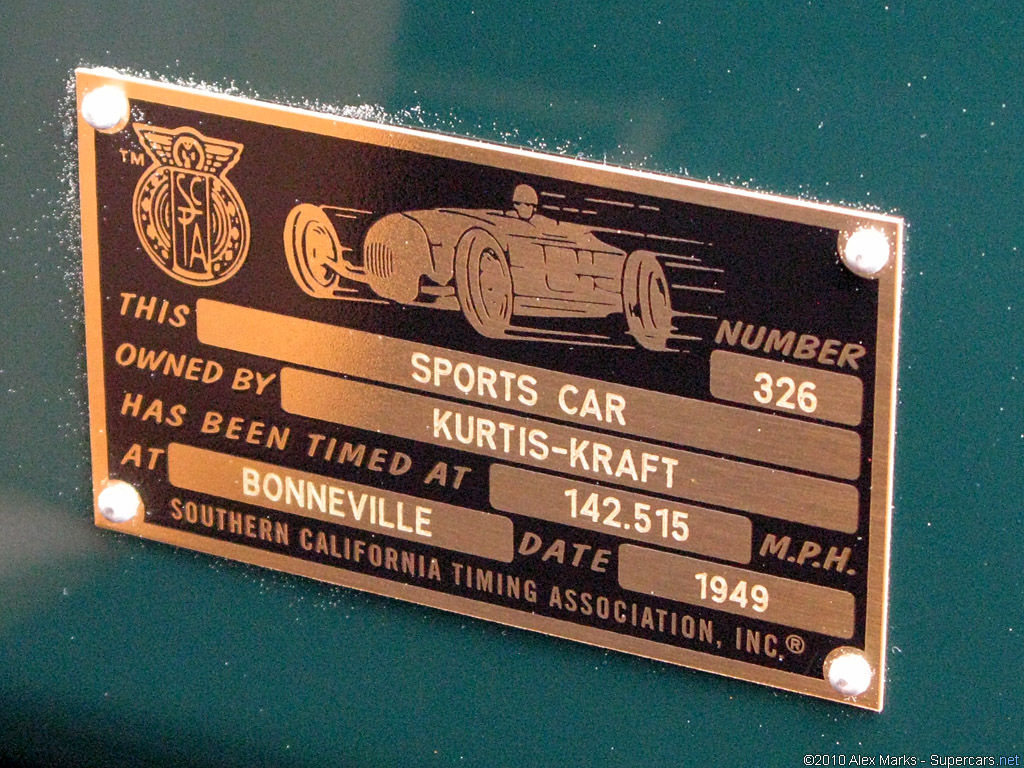 TM
SCTA
NUMBER 326
THIS SPORTS CAR
OWNED BY KURTIS-KRAFT
HAS BEEN TIMED AT 142.515 M.P.H.
AT BONNEVILLE DATE 1949
SOUTHERN CALIFORNIA TIMING ASSOCIATION, INC.®
©2010 Alex Marks - Supercars.net